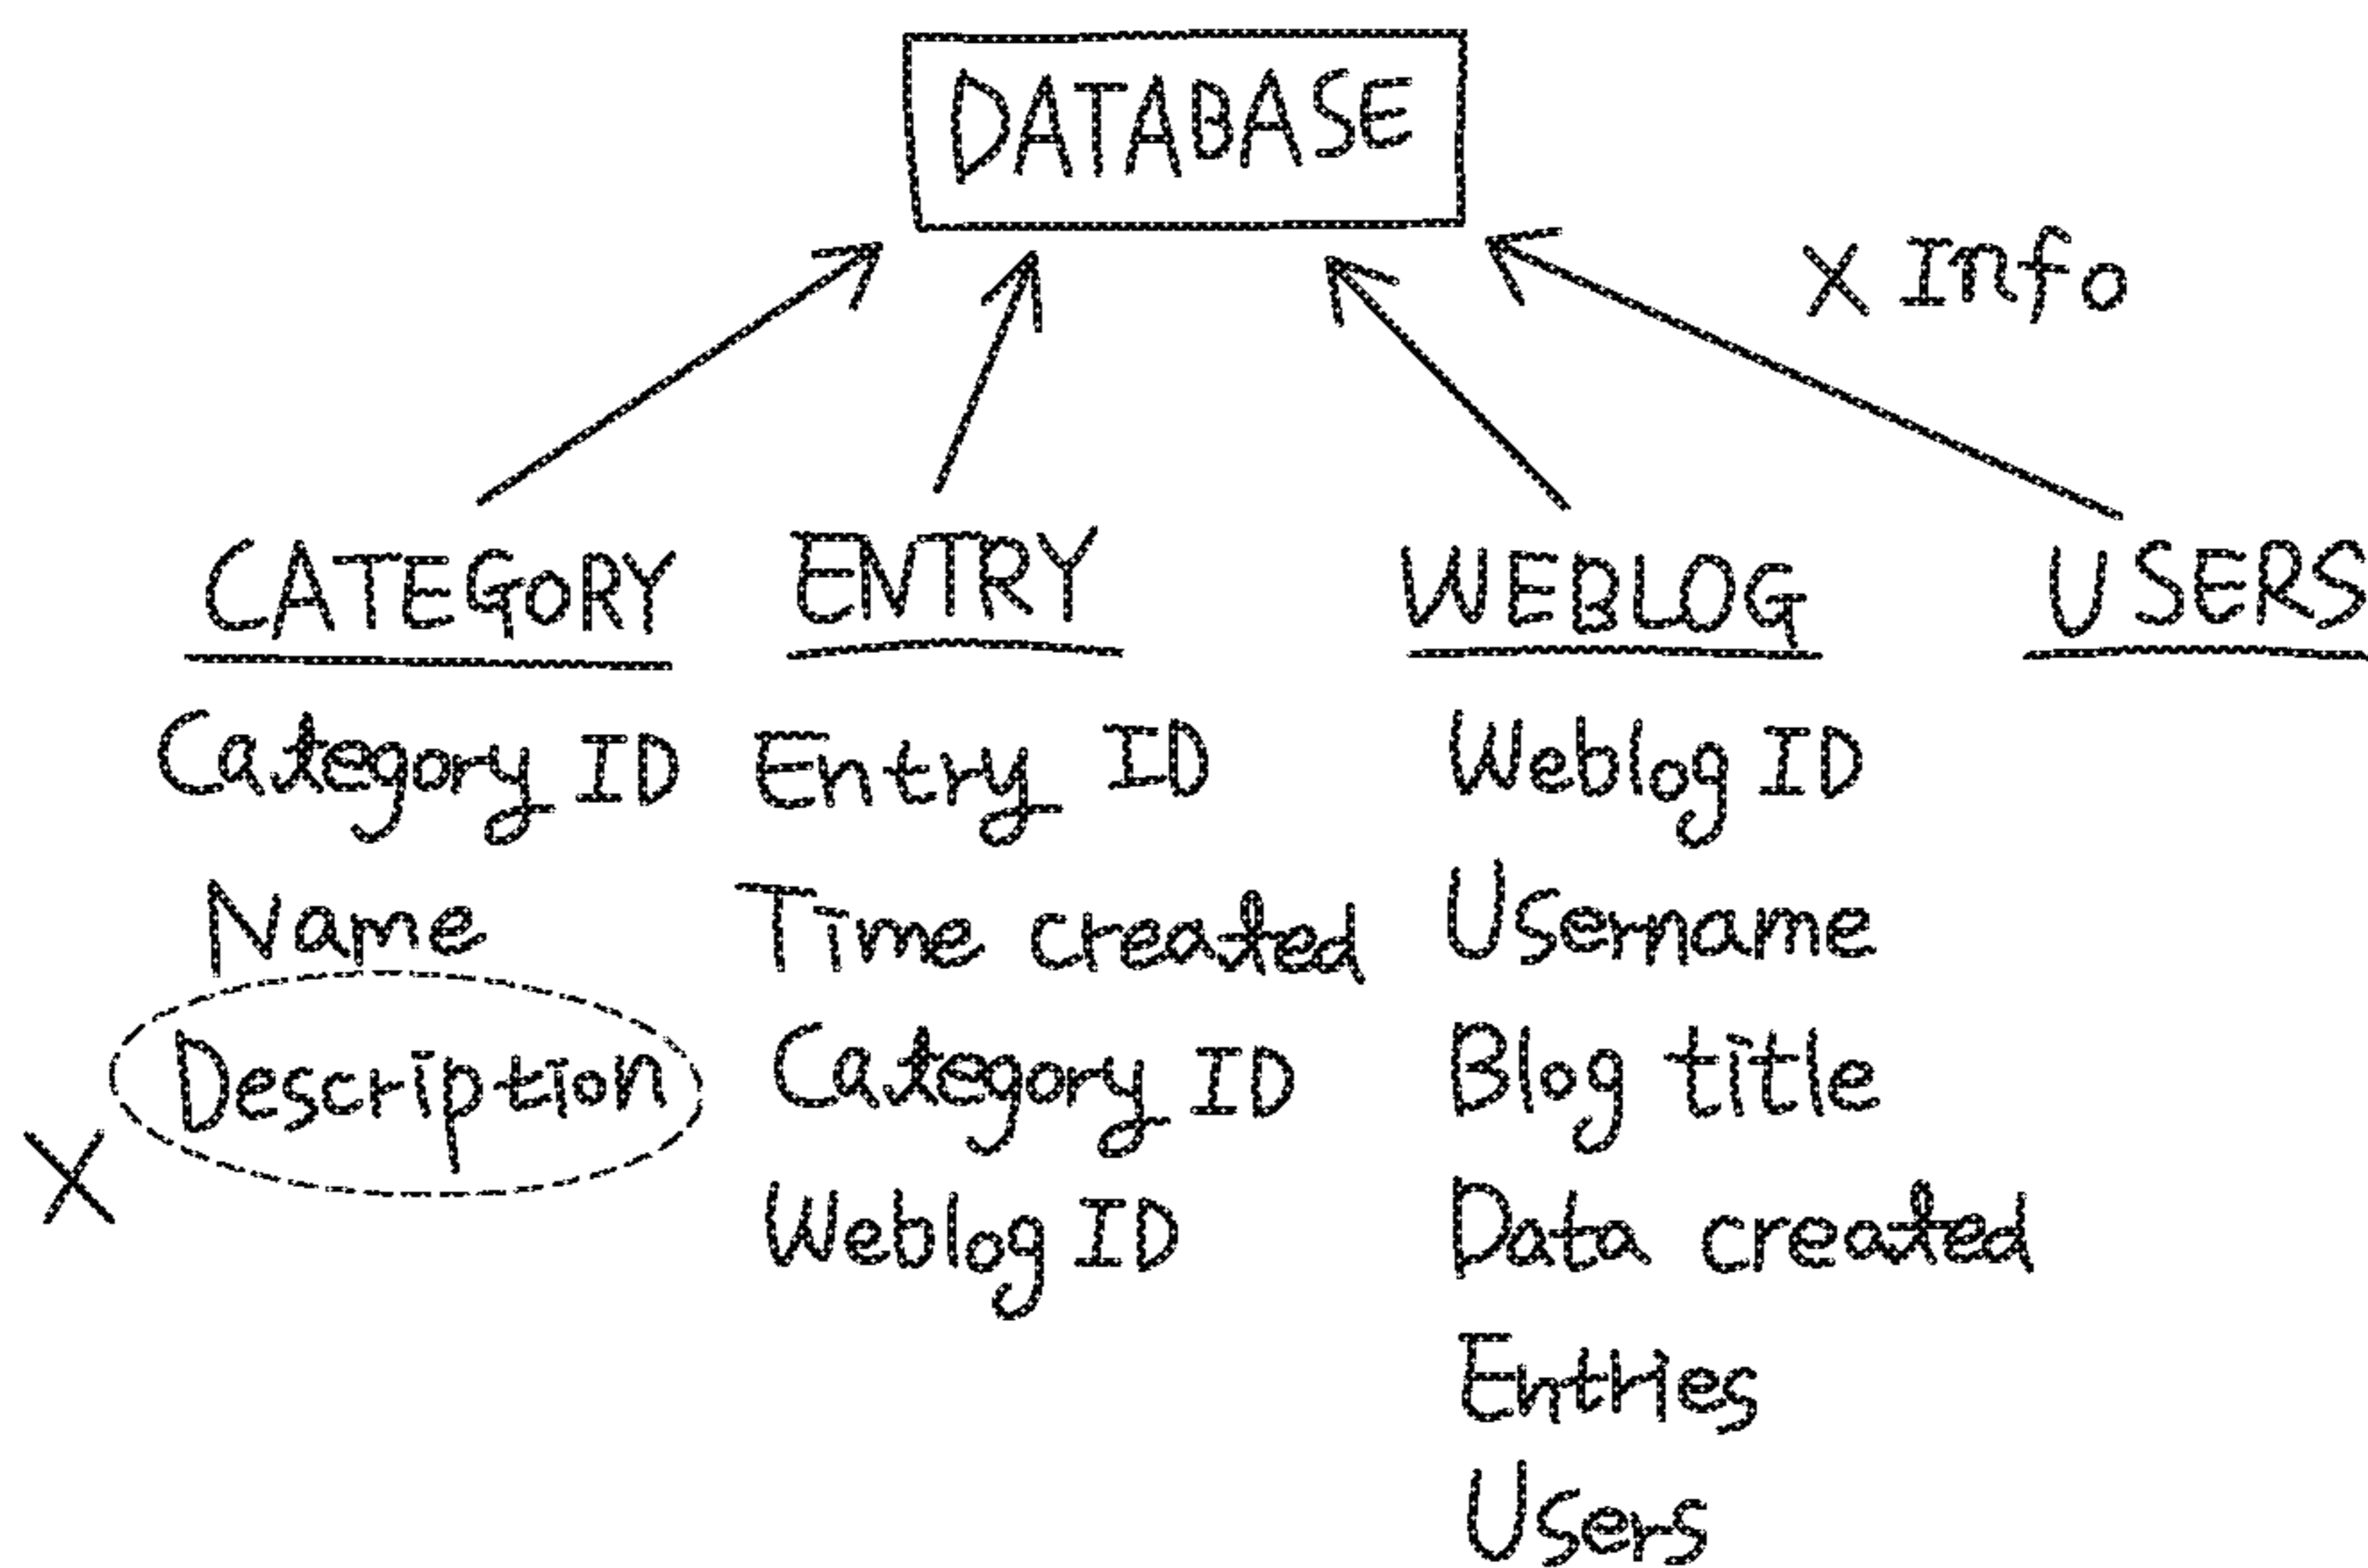 DATABASE
X Info
CATEGORY
Category ID
Name
Description
X
ENTRY
Entry ID
Time created
Category ID
Weblog ID
WEBLOG
Weblog ID
Username
Blog title
Data created
Entries
Users
USERS